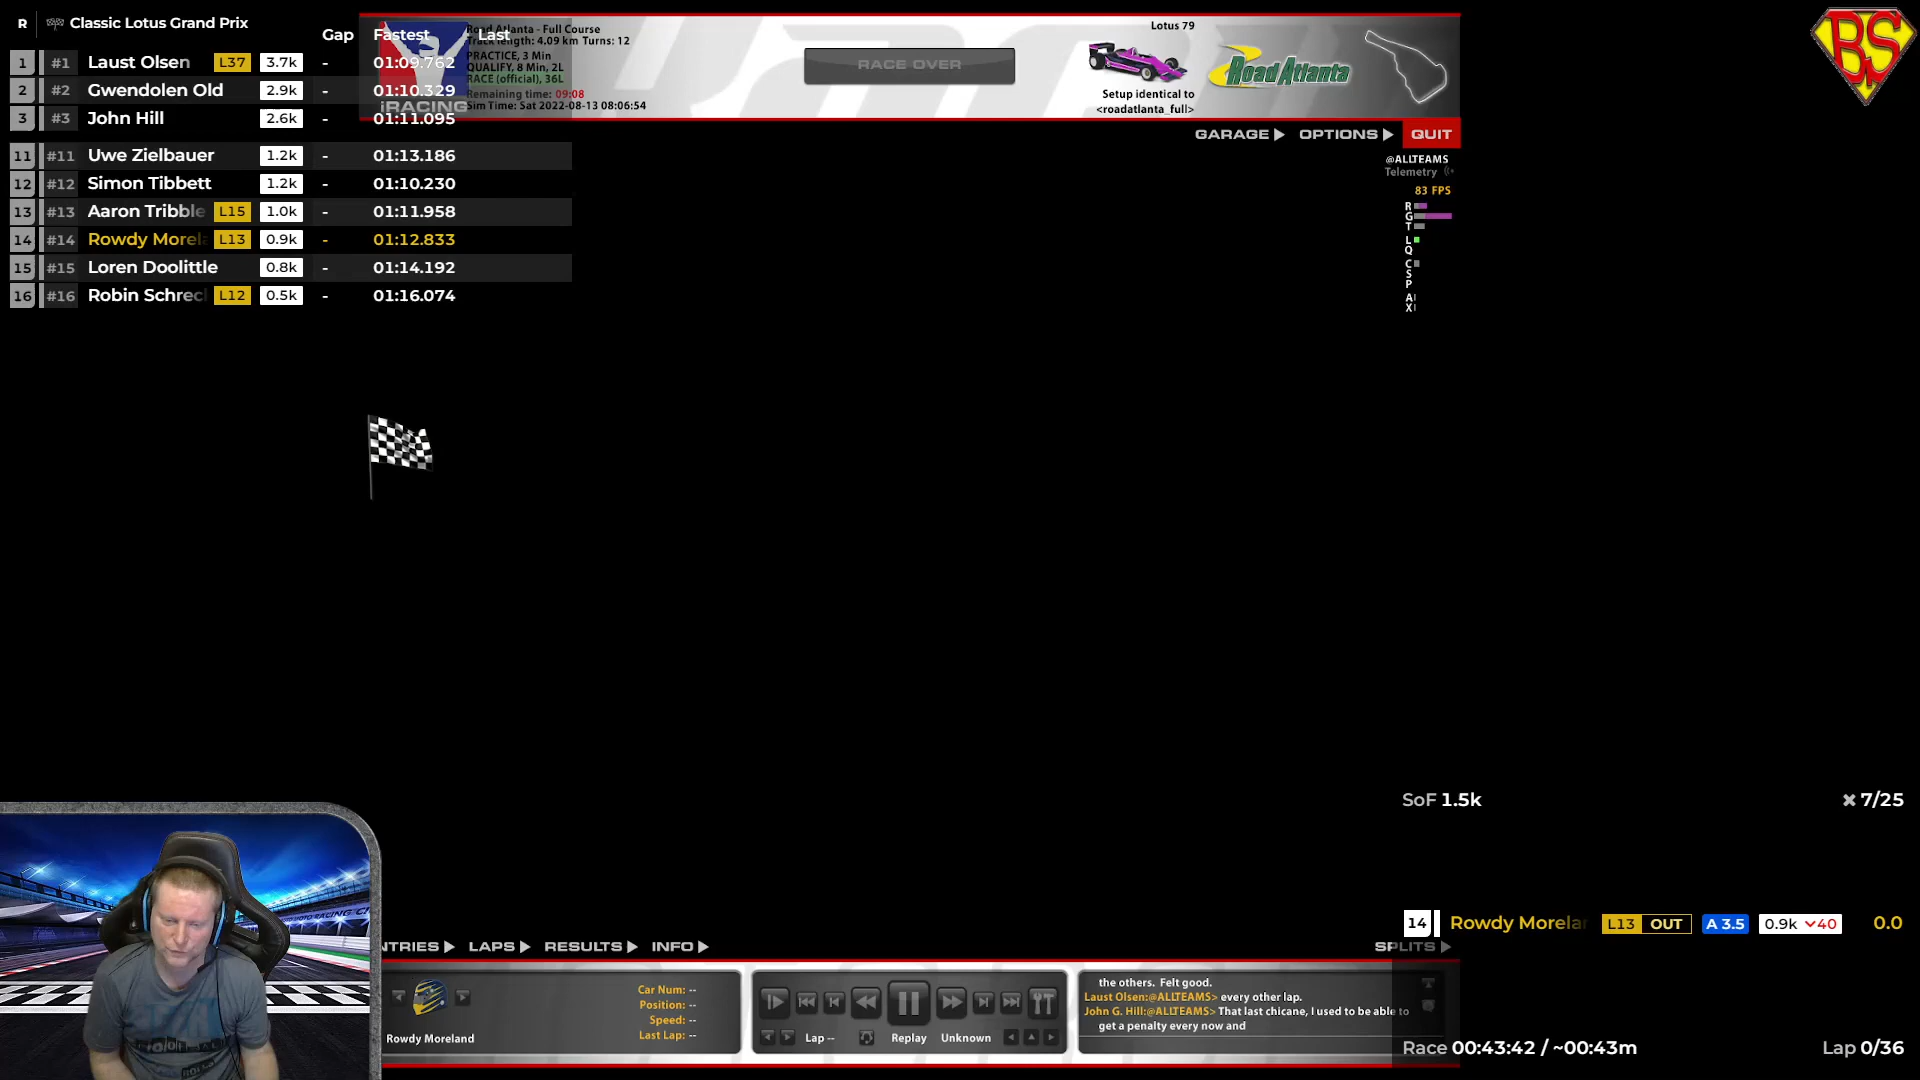 R Classic Lotus Grand Prix
Gap Fastest Last
1 #1 Laust Olsen L37 3.7k - 01:09.762
2 #2 Gwendolen Old 2.9k - 01:10.329
3 #3 John Hill 2.6k - 01:11.095
11 #11 Uwe Zielbauer 1.2k - 01:13.186
12 #12 Simon Tibbett 1.2k - 01:10.230
13 #13 Aaron Tribble L15 1.0k - 01:11.958
14 #14 Rowdy Morela L13 0.9k - 01:12.833
15 #15 Loren Doolittle 0.8k - 01:14.192
16 #16 Robin Schrec L12 0.5k - 01:16.074
iRACING
Road Atlanta - Full Course
Track length: 4.09 km Turns: 12
PRACTICE, 3 Min
QUALIFY, 8 Min, 2L
RACE (official), 36L
Remaining time: 09:08
Sim Time: Sat 2022-08-13 08:06:54
RACE OVER
Lotus 79
Setup identical to
<roadatlanta_full>
Road Atlanta
BS
GARAGE OPTIONS QUIT
@ALLTEAMS
Telemetry
83 FPS
R
G
T
L
Q
C
S
P
A
X
SoF 1.5k 7/25
14 Rowdy Morelar L13 OUT A 3.5 0.9k 40 0.0
NTRIES LAPS RESULTS INFO SPLITS
Rowdy Moreland
Car Num: --
Position: --
Speed: --
Last Lap: --
Lap -- Replay Unknown
the others. Felt good.
Laust Olsen:@ALLTEAMS> every other lap.
John G. Hill:@ALLTEAMS> That last chicane, I used to be able to
get a penalty every now and
Race 00:43:42 / ~00:43m Lap 0/36